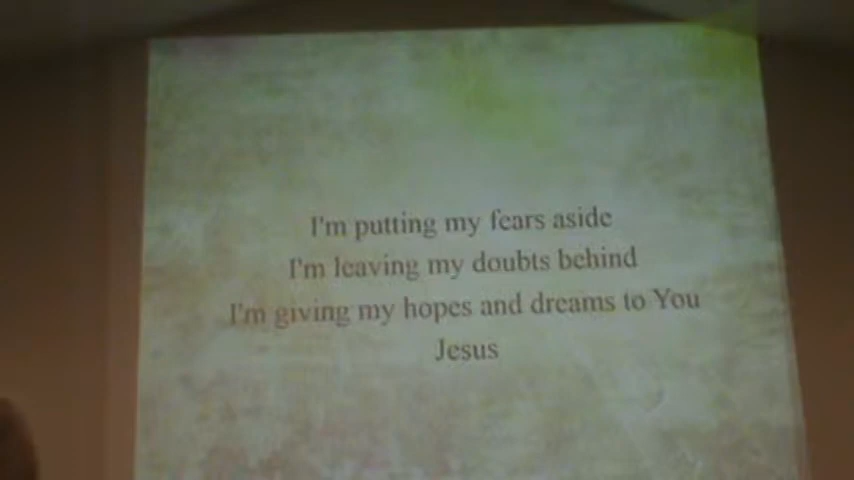 I'm putting my fears aside
I'm leaving my doubts behind
I'm giving my hopes and dreams to You
Jesus